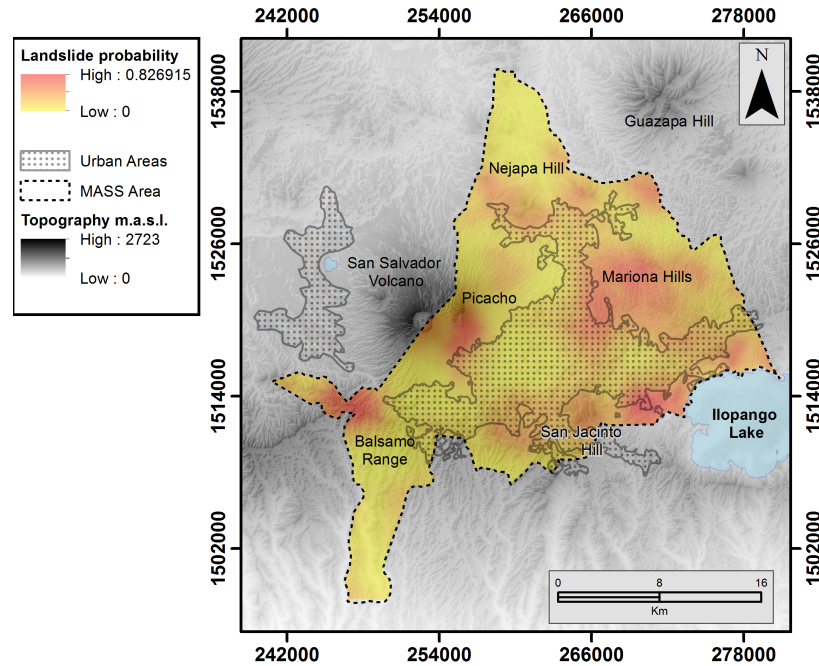 242000 254000 266000 278000
Landslide probability
High : 0.826915
Low : 0
Urban Areas
MASS Area
Topography m.a.s.l.
High : 2723
Low : 0
1538000 1538000
1526000 1526000
1514000 1514000
1502000 1502000
N
Guazapa Hill
Nejapa Hill
San Salvador
Volcano
Mariona Hills
Picacho
Ilopango
Lake
San Jacinto
Hill
Balsamo
Range
0 8 16
Km
242000 254000 266000 278000